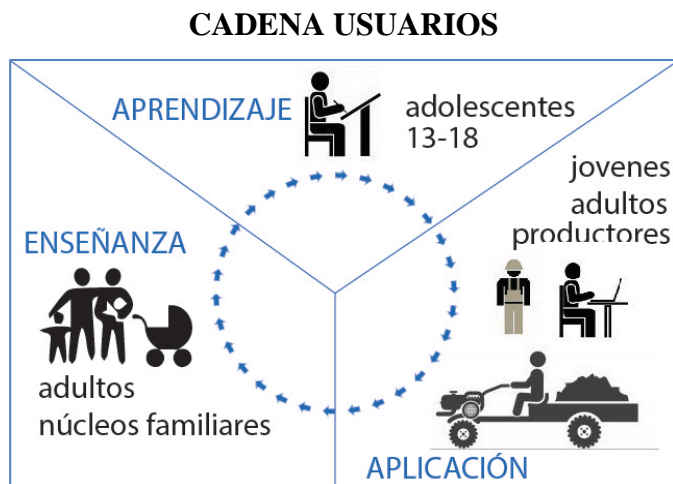 CADENA USUARIOS
APRENDIZAJE
adolescentes
13-18
jovenes
adultos
productores
ENSEÑANZA
adultos
núcleos familiares
APLICACIÓN